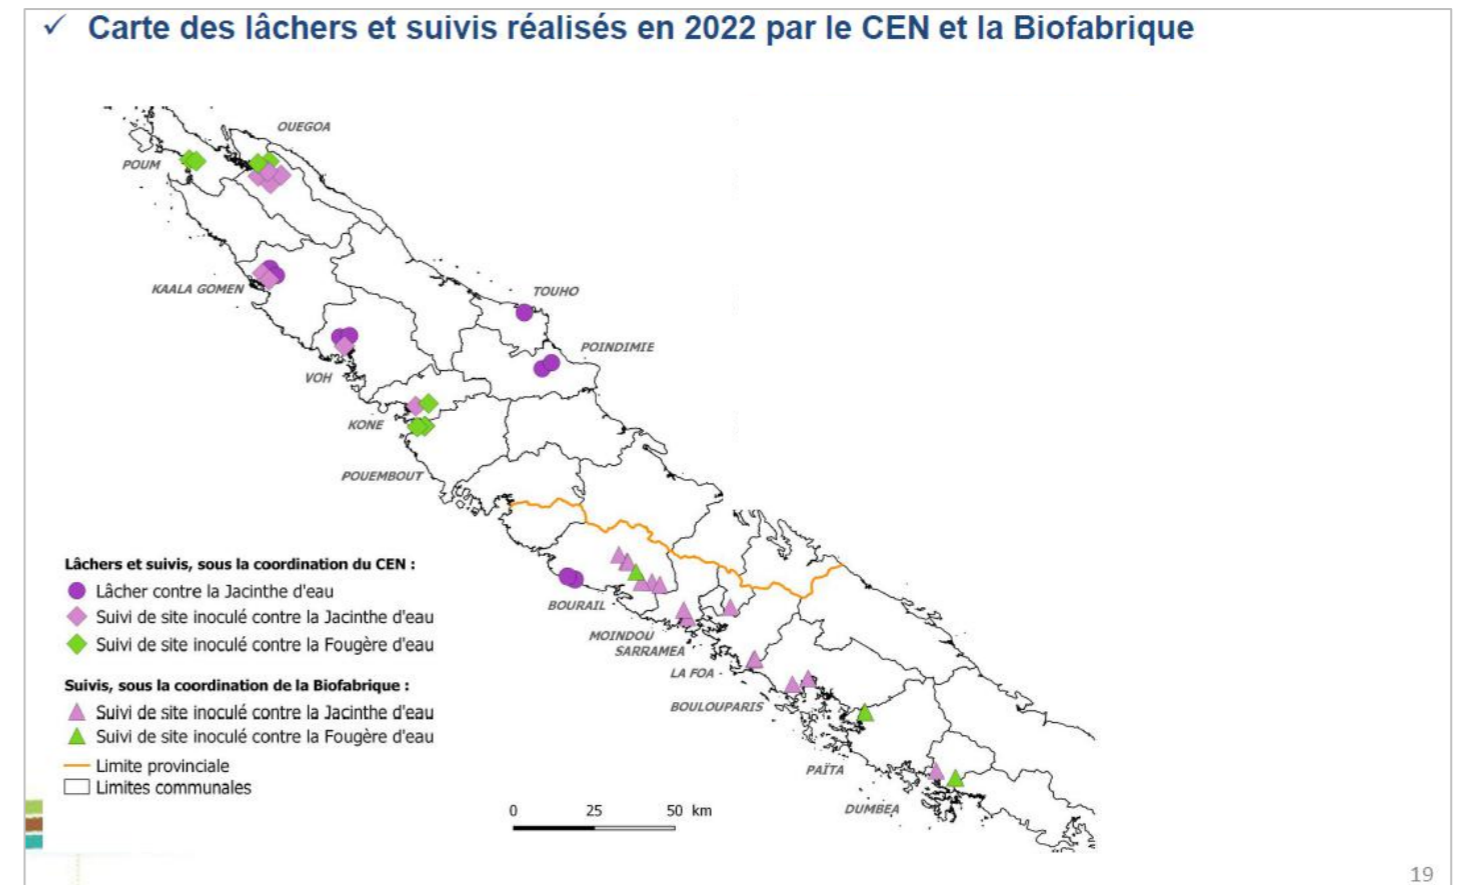 ✓ Carte des lâchers et suivis réalisés en 2022 par le CEN et la Biofabrique
OUEGOA
POUM
KAALA GOMEN
TOUHO
POINDIMIE
VOH
KONE
POUEMBOUT
Lâchers et suivis, sous la coordination du CEN :
Lâcher contre la Jacinthe d'eau
Suivi de site inoculé contre la Jacinthe d'eau
Suivi de site inoculé contre la Fougère d'eau
Suivis, sous la coordination de la Biofabrique :
Suivi de site inoculé contre la Jacinthe d'eau
Suivi de site inoculé contre la Fougère d'eau
Limite provinciale
Limites communales
BOURAIL
MOINDOU
SARRAMEA
LA FOA
BOULOUPARIS
PAÏTA
DUMBEA
0 25 50 km
19